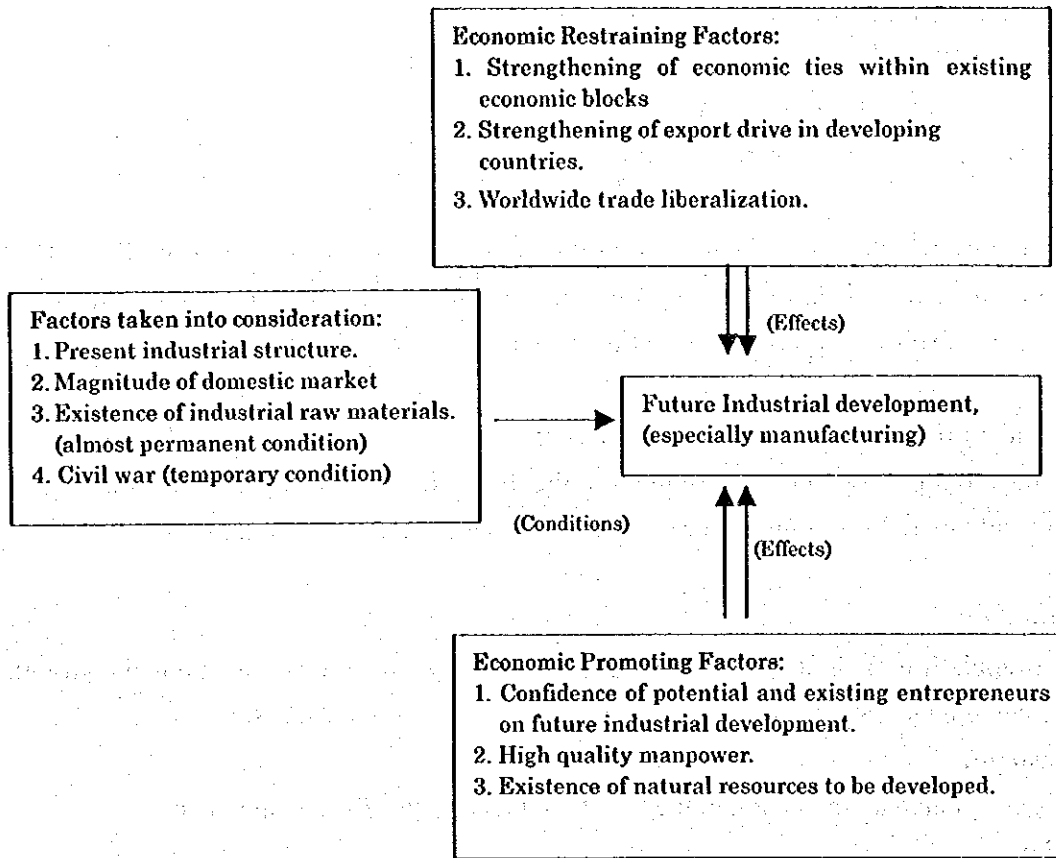 Economic Restraining Factors:
1. Strengthening of economic ties within existing
economic blocks
2. Strengthening of export drive in developing
countries.
3. Worldwide trade liberalization.
(Effects)
Factors taken into consideration:
1. Present industrial structure.
2. Magnitude of domestic market
3. Existence of industrial raw materials.
(almost permanent condition)
4. Civil war (temporary condition)
Future Industrial development,
(especially manufacturing)
(Conditions)
(Effects)
Economic Promoting Factors:
1. Confidence of potential and existing entrepreneurs
on future industrial development.
2. High quality manpower.
3. Existence of natural resources to be developed.